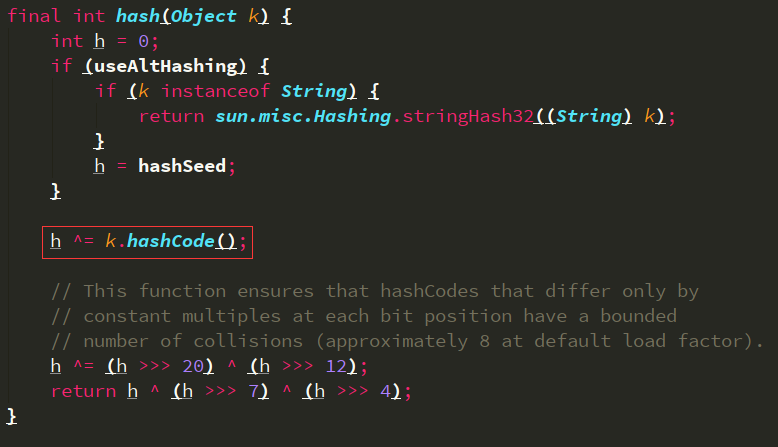 final int hash(Object k) {
    int h = 0;
    if (useAltHashing) {
        if (k instanceof String) {
            return sun.misc.Hashing.stringHash32((String) k);
        }
        h = hashSeed;
    }

    h ^= k.hashCode();

    // This function ensures that hashCodes that differ only by
    // constant multiples at each bit position have a bounded
    // number of collisions (approximately 8 at default load factor).
    h ^= (h >>> 20) ^ (h >>> 12);
    return h ^ (h >>> 7) ^ (h >>> 4);
}